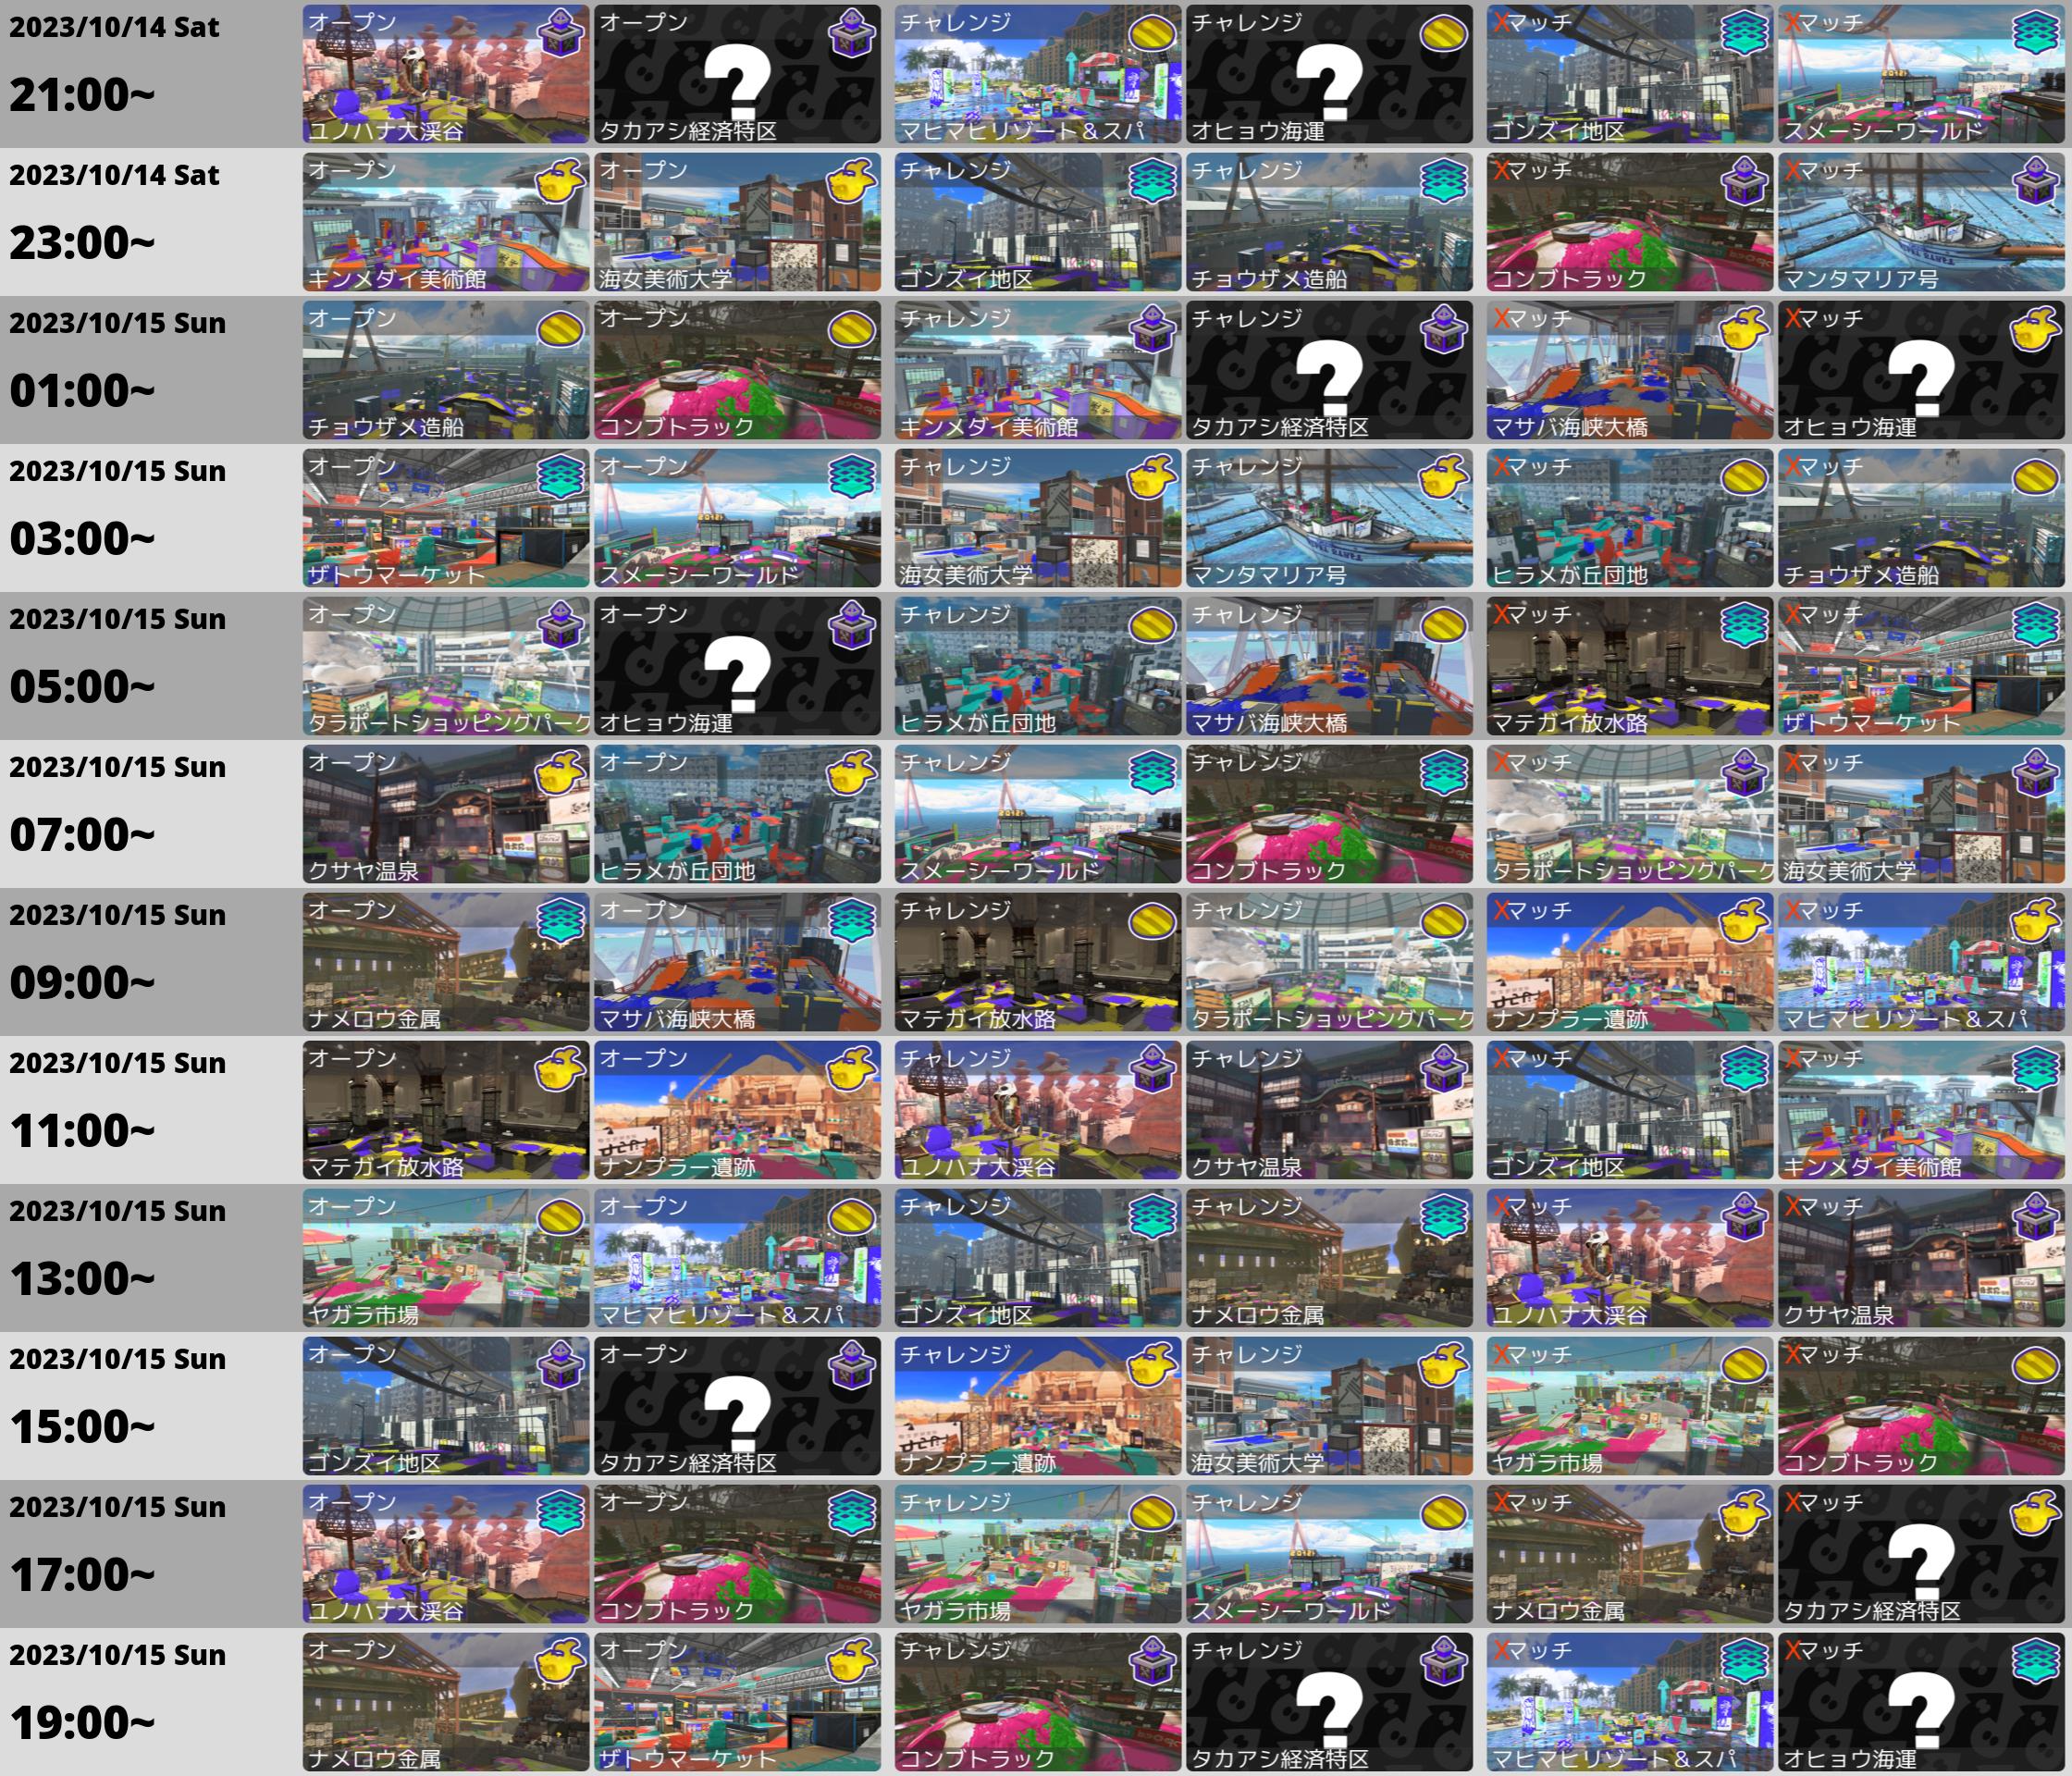 2023/10/14 Sat
21:00~
オープン
ユノハナ大渓谷
オープン
タカアシ経済特区
チャレンジ
マヒマヒリゾート＆スパ
チャレンジ
オヒョウ海運
Xマッチ
ゴンズイ地区
Xマッチ
スメーシーワールド
2023/10/14 Sat
23:00~
オープン
キンメダイ美術館
オープン
海女美術大学
チャレンジ
ゴンズイ地区
チャレンジ
チョウザメ造船
Xマッチ
コンブトラック
Xマッチ
マンタマリア号
2023/10/15 Sun
01:00~
オープン
チョウザメ造船
オープン
コンブトラック
チャレンジ
キンメダイ美術館
チャレンジ
タカアシ経済特区
Xマッチ
マサバ海峡大橋
Xマッチ
オヒョウ海運
2023/10/15 Sun
03:00~
オープン
ザトウマーケット
オープン
スメーシーワールド
チャレンジ
海女美術大学
チャレンジ
マンタマリア号
Xマッチ
ヒラメが丘団地
Xマッチ
チョウザメ造船
2023/10/15 Sun
05:00~
オープン
タラポートショッピングパーク
オープン
オヒョウ海運
チャレンジ
ヒラメが丘団地
チャレンジ
マサバ海峡大橋
Xマッチ
マテガイ放水路
Xマッチ
ザトウマーケット
2023/10/15 Sun
07:00~
オープン
クサヤ温泉
オープン
ヒラメが丘団地
チャレンジ
スメーシーワールド
チャレンジ
コンブトラック
Xマッチ
タラポートショッピングパーク
Xマッチ
海女美術大学
2023/10/15 Sun
09:00~
オープン
ナメロウ金属
オープン
マサバ海峡大橋
チャレンジ
マテガイ放水路
チャレンジ
タラポートショッピングパーク
Xマッチ
ナンプラー遺跡
Xマッチ
マヒマヒリゾート＆スパ
2023/10/15 Sun
11:00~
オープン
マテガイ放水路
オープン
ナンプラー遺跡
チャレンジ
ユノハナ大渓谷
チャレンジ
クサヤ温泉
Xマッチ
ゴンズイ地区
Xマッチ
キンメダイ美術館
2023/10/15 Sun
13:00~
オープン
ヤガラ市場
オープン
マヒマヒリゾート＆スパ
チャレンジ
ゴンズイ地区
チャレンジ
ナメロウ金属
Xマッチ
ユノハナ大渓谷
Xマッチ
クサヤ温泉
2023/10/15 Sun
15:00~
オープン
ゴンズイ地区
オープン
タカアシ経済特区
チャレンジ
ナンプラー遺跡
チャレンジ
海女美術大学
Xマッチ
ヤガラ市場
Xマッチ
コンブトラック
2023/10/15 Sun
17:00~
オープン
ユノハナ大渓谷
オープン
コンブトラック
チャレンジ
ヤガラ市場
チャレンジ
スメーシーワールド
Xマッチ
ナメロウ金属
Xマッチ
タカアシ経済特区
2023/10/15 Sun
19:00~
オープン
ナメロウ金属
オープン
ザトウマーケット
チャレンジ
コンブトラック
チャレンジ
タカアシ経済特区
Xマッチ
マヒマヒリゾート＆スパ
Xマッチ
オヒョウ海運